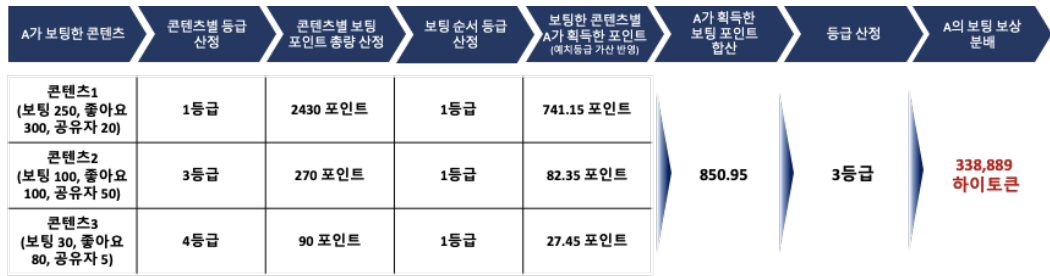 A가 보팅한 콘텐츠
콘텐츠별 등급
산정
콘텐츠별 보팅
포인트 총량 산정
보팅 순서 등급
산정
보팅한 콘텐츠별
A가 획득한 포인트
(예치등급 가산 반영)
A가 획득한
보팅 포인트
합산
등급 산정
A의 보팅 보상
분배
콘텐츠1
(보팅 250, 좋아요
300, 공유자 20)
1등급
2430 포인트
1등급
741.15 포인트
콘텐츠2
(보팅 100, 좋아요
100, 공유자 50)
3등급
270 포인트
1등급
82.35 포인트
콘텐츠3
(보팅 30, 좋아요
80, 공유자 5)
4등급
90 포인트
1등급
27.45 포인트
850.95
3등급
338,889
하이토큰